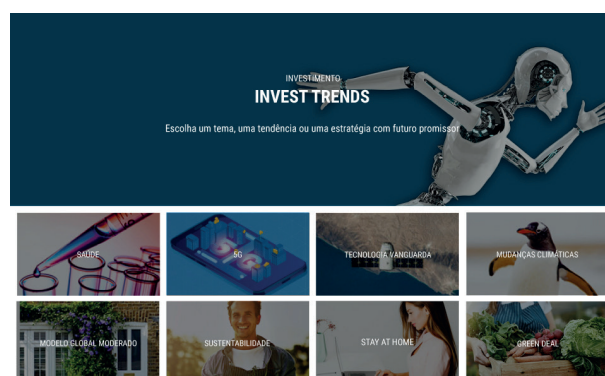 INVESTIMENTO
INVEST TRENDS
Escolha um tema, uma tendência ou uma estratégia com futuro promissor
SAÚDE
5G
TECNOLOGIA VANGUARDA
MUDANÇAS CLIMÁTICAS
MODELO GLOBAL MODERADO
SUSTENTABILIDADE
STAY AT HOME
GREEN DEAL